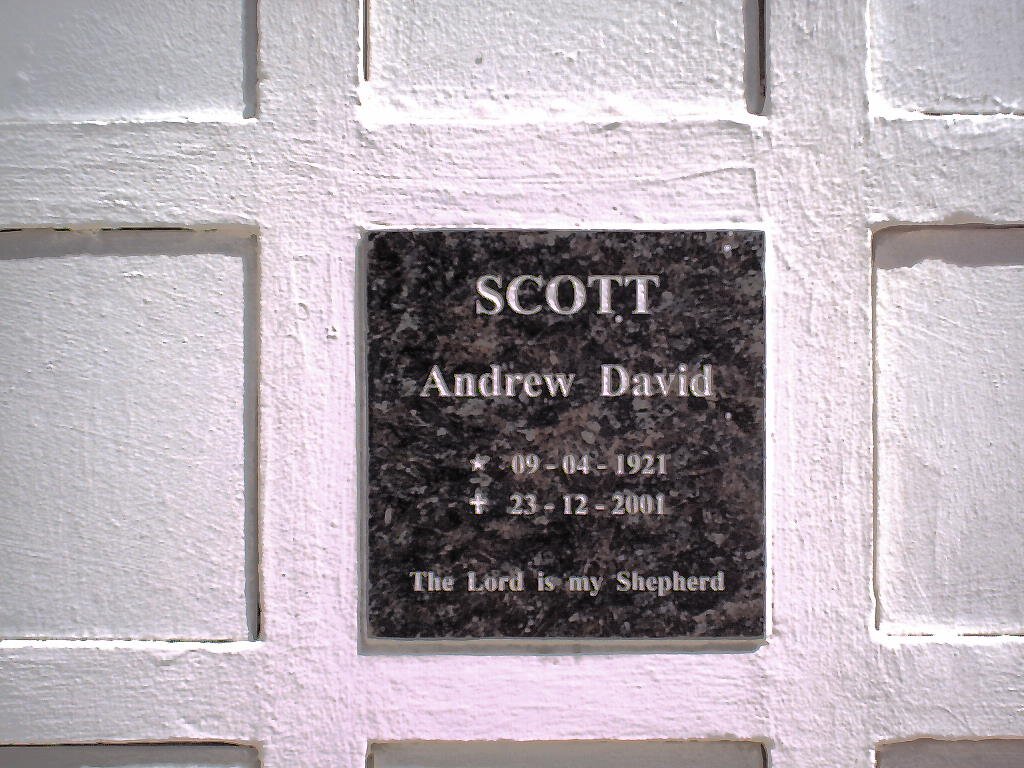 SCOTT
Andrew David
★ 09 - 04 - 1921
✝ 23 - 12 - 2001
The Lord is my Shepherd